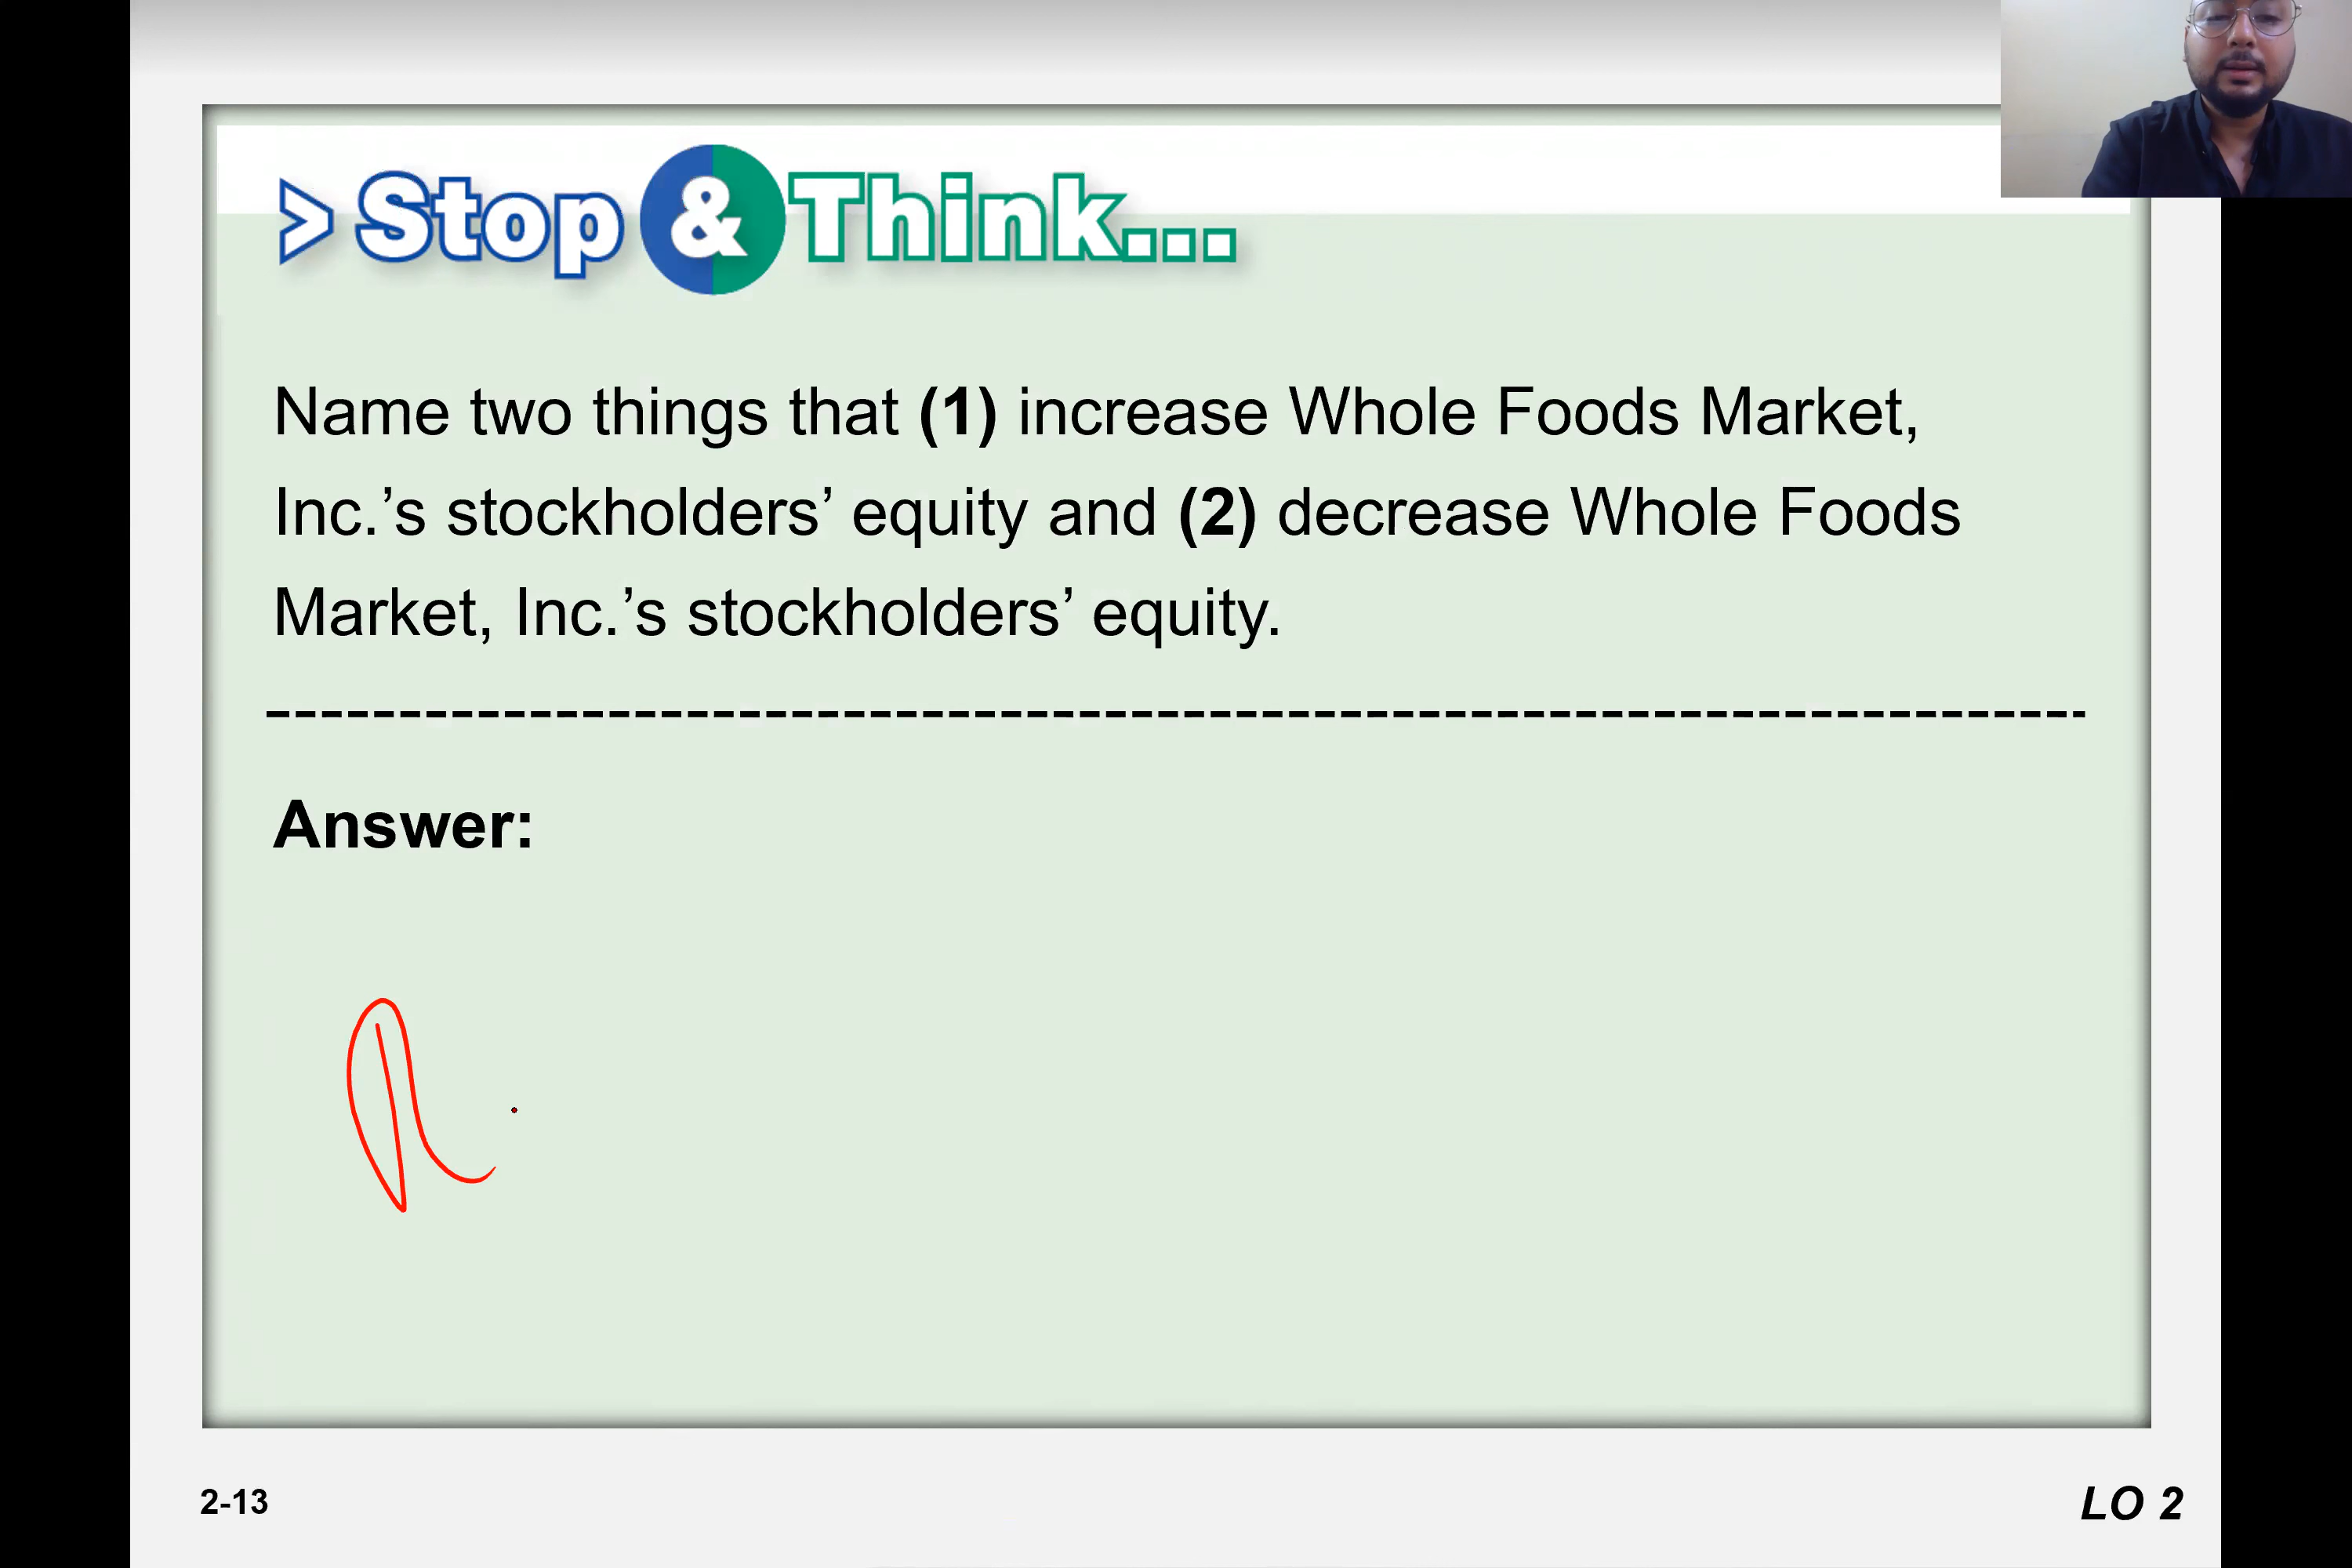 > Stop & Think...
Name two things that (1) increase Whole Foods Market,
Inc.’s stockholders’ equity and (2) decrease Whole Foods
Market, Inc.’s stockholders’ equity.
Answer:
2-13
LO 2